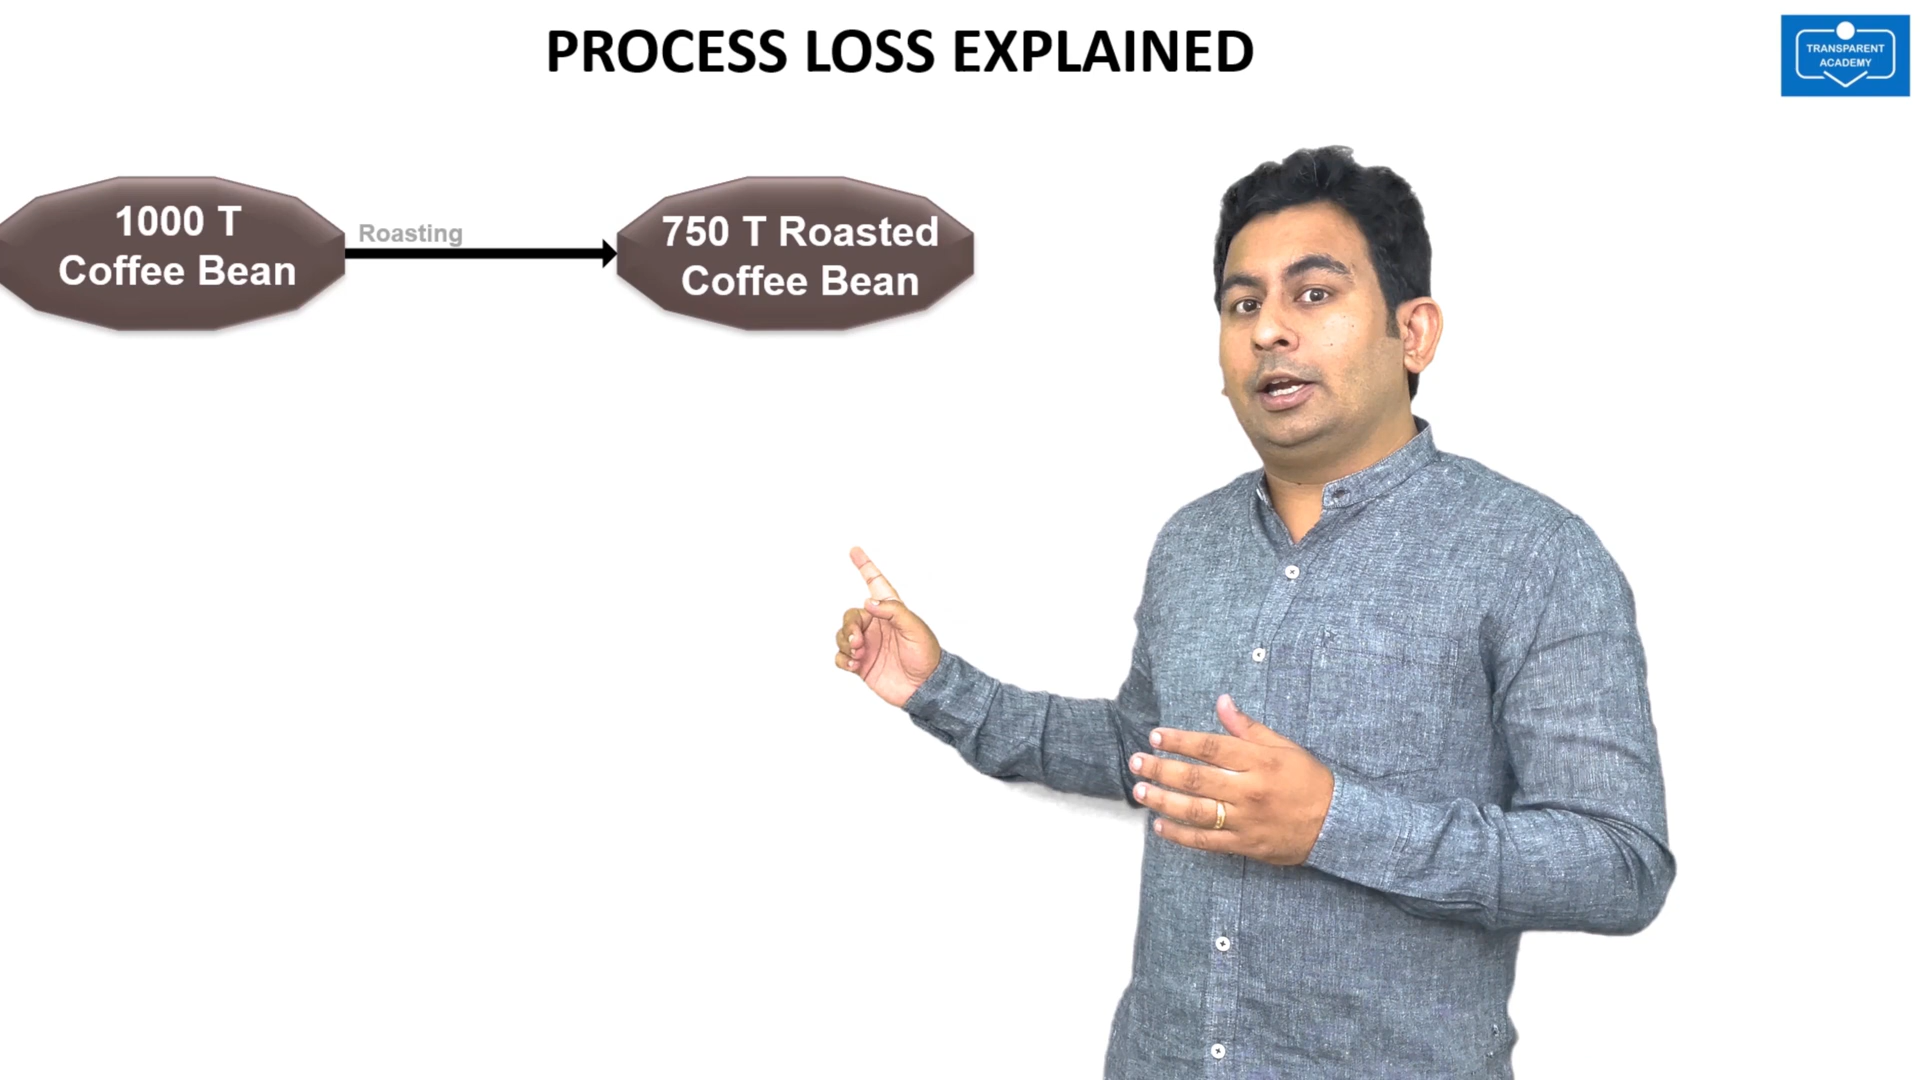 PROCESS LOSS EXPLAINED
TRANSPARENT
ACADEMY
1000 T
Coffee Bean
Roasting
750 T Roasted
Coffee Bean